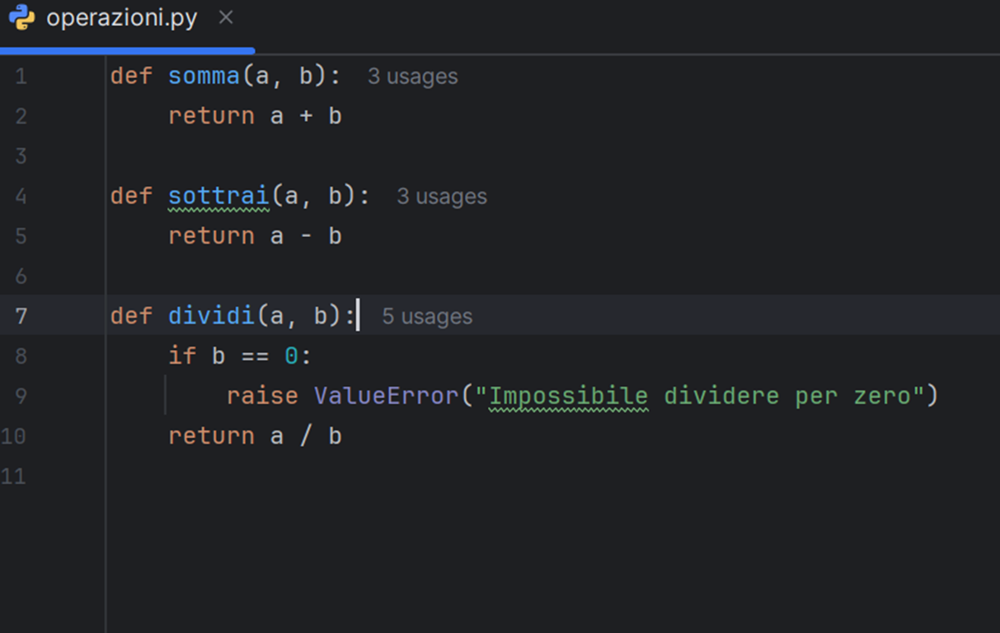 operazioni.py
1 def somma(a, b): 3 usages
2 return a + b
3
4 def sottrai(a, b): 3 usages
5 return a - b
6
7 def dividi(a, b): 5 usages
8 if b == 0:
9 raise ValueError("Impossibile dividere per zero")
10 return a / b
11